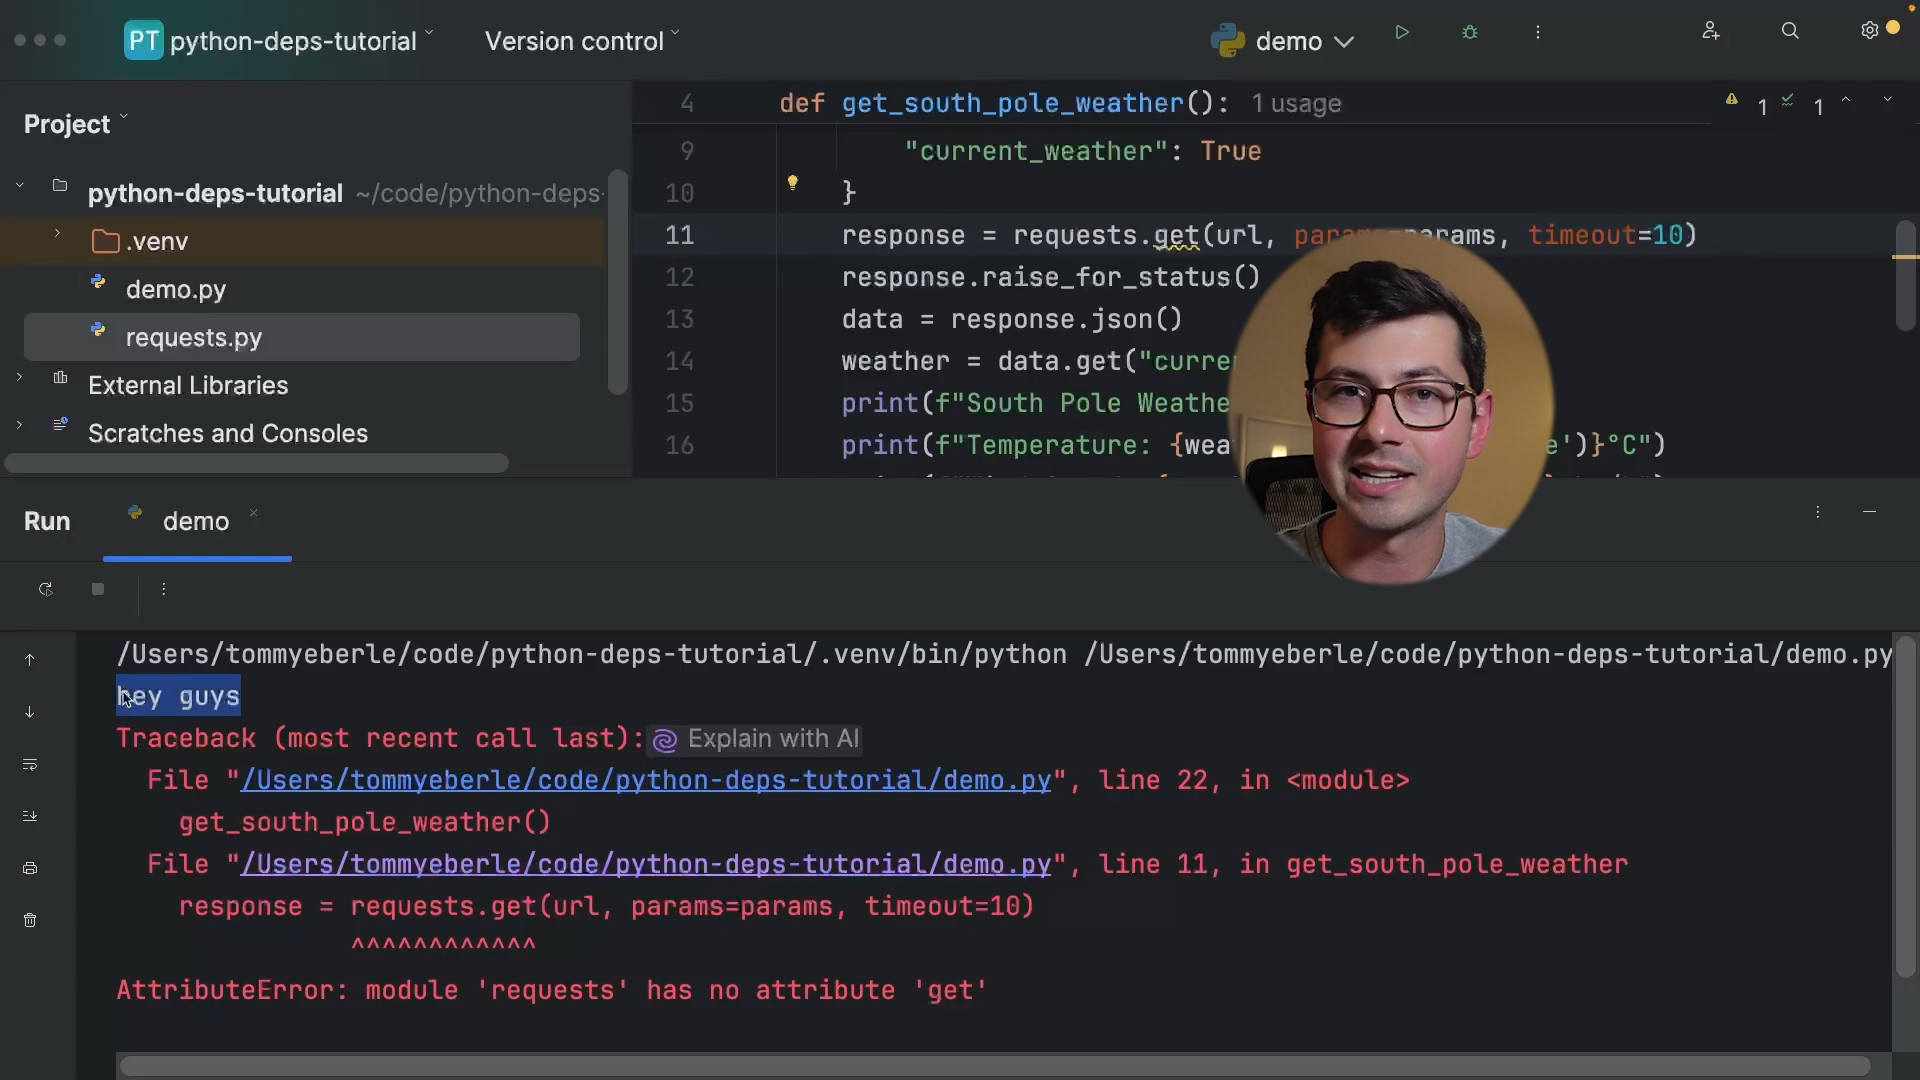 PT python-deps-tutorial Version control demo
Project
python-deps-tutorial ~/code/python-deps-
.venv
demo.py
requests.py
External Libraries
Scratches and Consoles
4 def get_south_pole_weather(): 1 usage 1 1
9 "current_weather": True
10 }
11 response = requests.get(url, params=params, timeout=10)
12 response.raise_for_status()
13 data = response.json()
14 weather = data.get("curre
15 print(f"South Pole Weathe
16 print(f"Temperature: {wea e')}°C")
Run demo
/Users/tommyeberle/code/python-deps-tutorial/.venv/bin/python /Users/tommyeberle/code/python-deps-tutorial/demo.py
hey guys
Traceback (most recent call last): Explain with AI
File "/Users/tommyeberle/code/python-deps-tutorial/demo.py", line 22, in <module>
get_south_pole_weather()
File "/Users/tommyeberle/code/python-deps-tutorial/demo.py", line 11, in get_south_pole_weather
response = requests.get(url, params=params, timeout=10)
^^^^^^^^^^^^
AttributeError: module 'requests' has no attribute 'get'